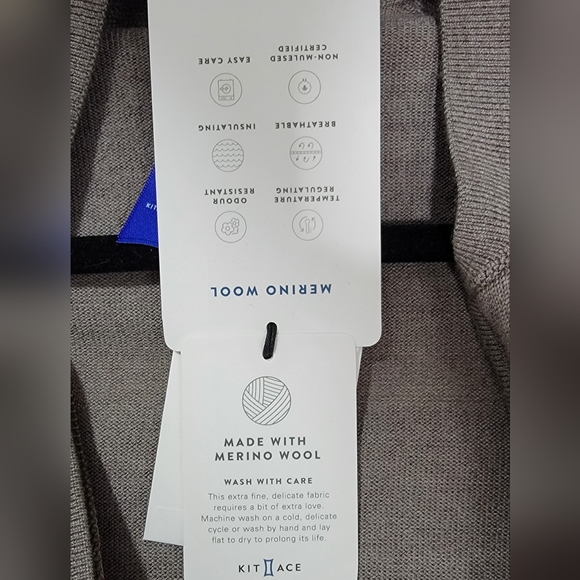 MERINO WOOL
TEMPERATURE
REGULATING
ODOUR
RESISTANT
BREATHABLE
INSULATING
NON-MULESED
CERTIFIED
EASY CARE
MADE WITH
MERINO WOOL
WASH WITH CARE
This extra fine, delicate fabric
requires a bit of extra love.
Machine wash on a cold, delicate
cycle or wash by hand and lay
flat to dry to prolong its life.
KIT ACE
KIT